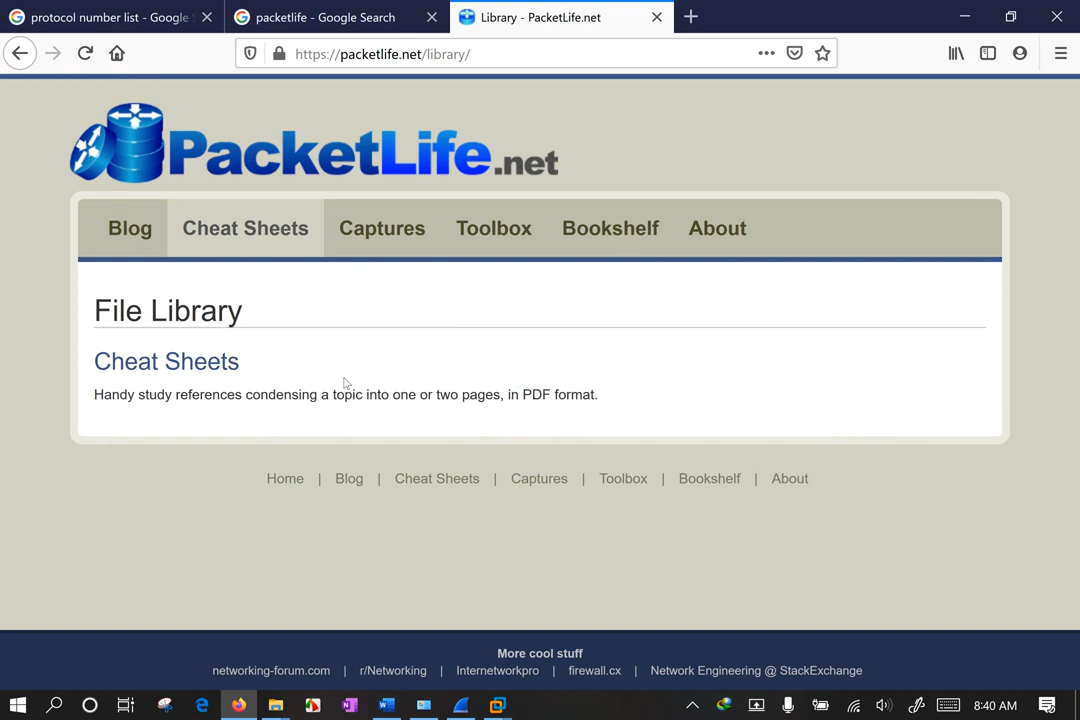 protocol number list - Google S
packetlife - Google Search
Library - PacketLife.net
https://packetlife.net/library/
PacketLife.net
Blog
Cheat Sheets
Captures
Toolbox
Bookshelf
About
File Library
Cheat Sheets
Handy study references condensing a topic into one or two pages, in PDF format.
Home | Blog | Cheat Sheets | Captures | Toolbox | Bookshelf | About
More cool stuff
networking-forum.com | r/Networking | Internetworkpro | firewall.cx | Network Engineering @ StackExchange
8:40 AM